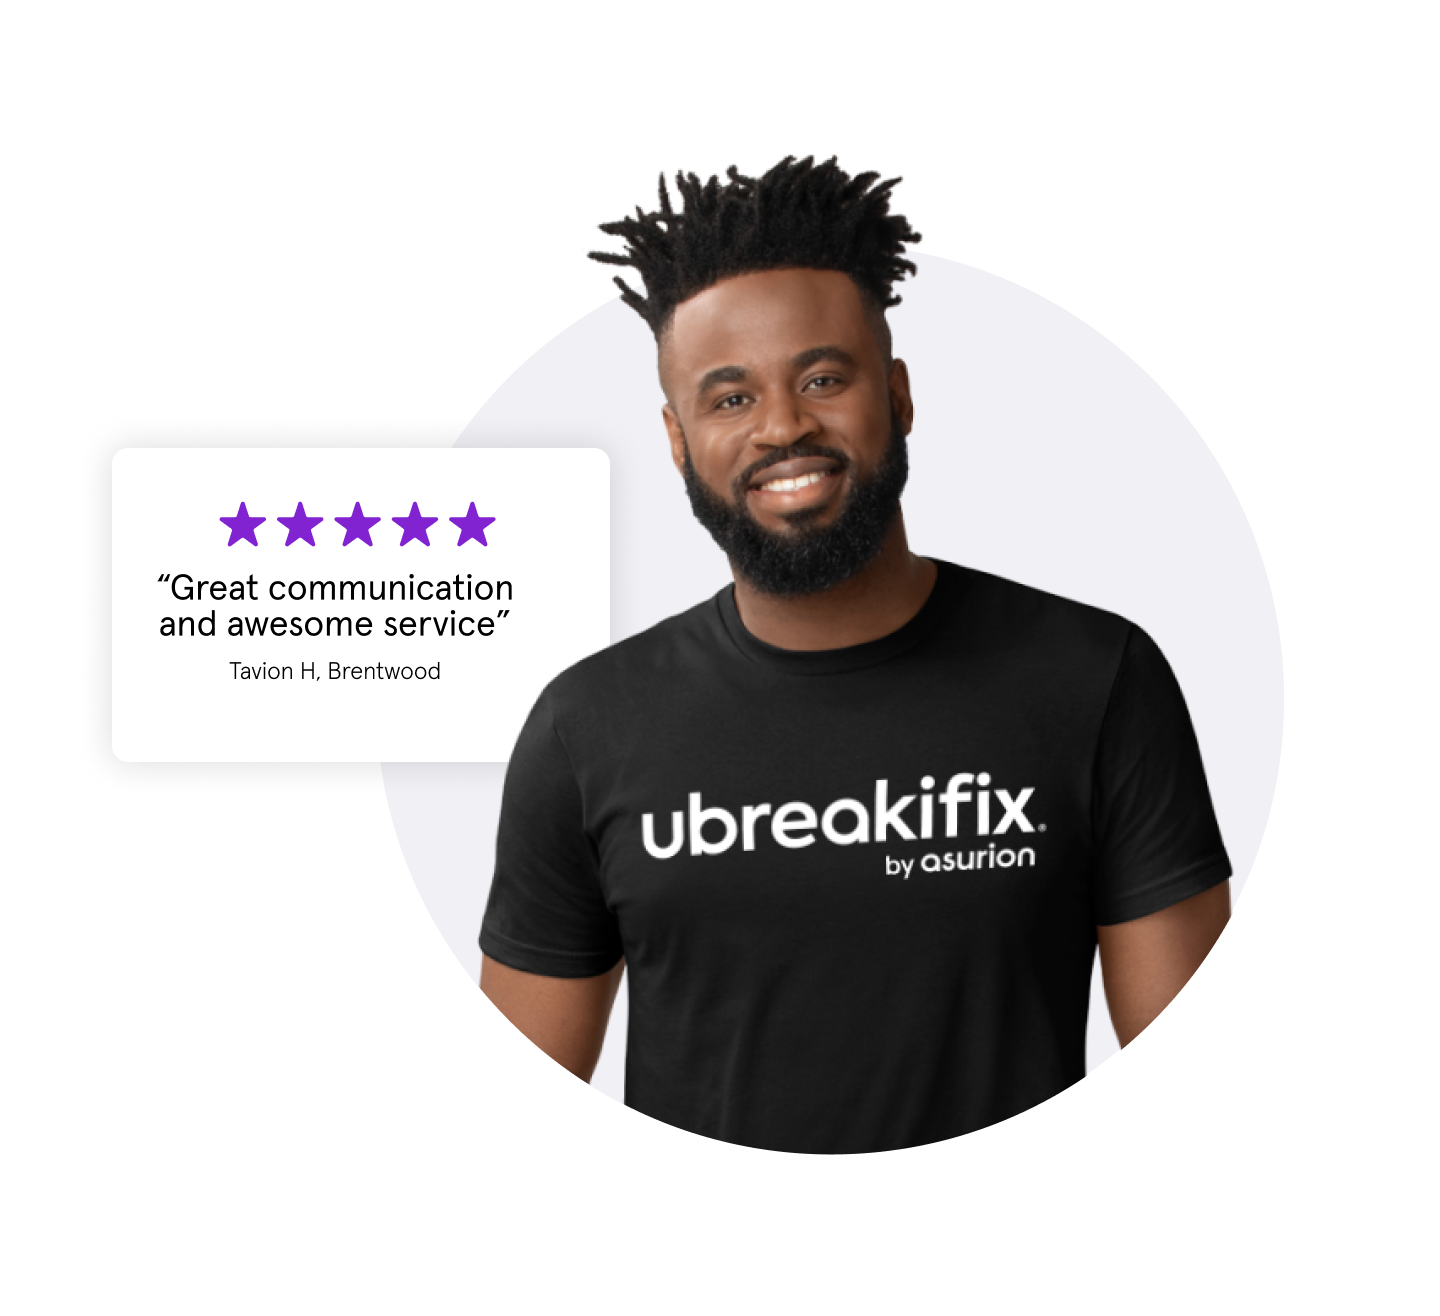 “Great communication
and awesome service”
Tavion H, Brentwood
ubreakifix®
by asurion